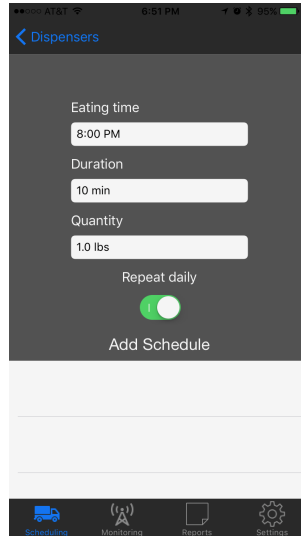 AT&T 6:51 PM 95%
Dispensers
Eating time
8:00 PM
Duration
10 min
Quantity
1.0 lbs
Repeat daily
Add Schedule
Scheduling Monitoring Reports Settings